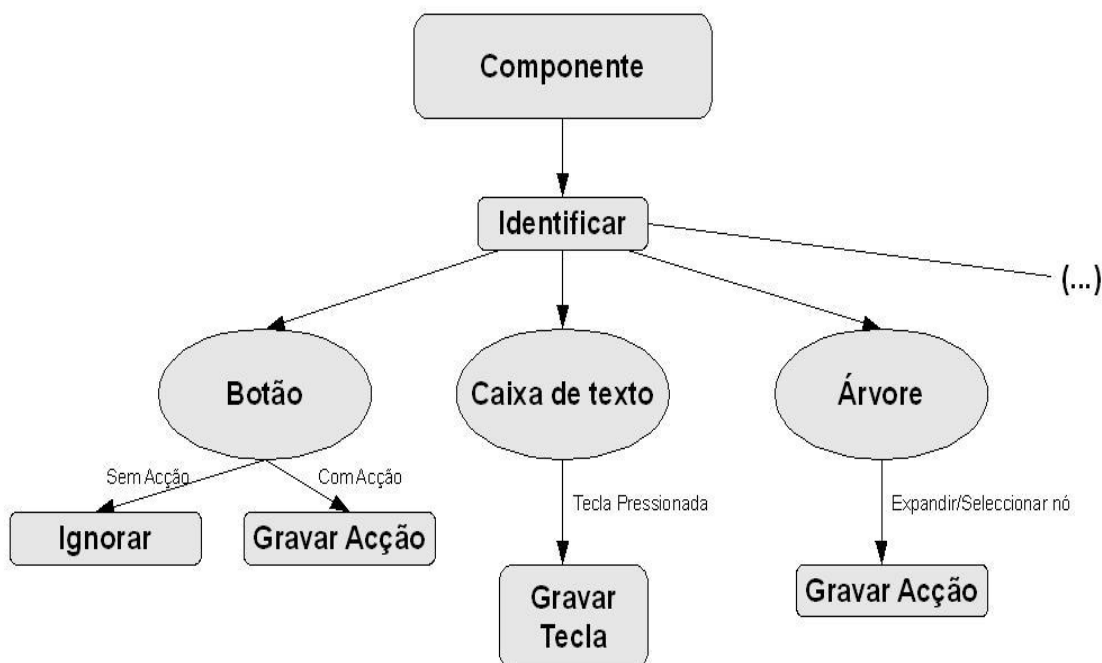 Componente
Identificar
(...)
Botão
Caixa de texto
Árvore
Sem Acção
Com Acção
Tecla Pressionada
Expandir/Seleccionar nó
Ignorar
Gravar Acção
Gravar
Tecla
Gravar Acção